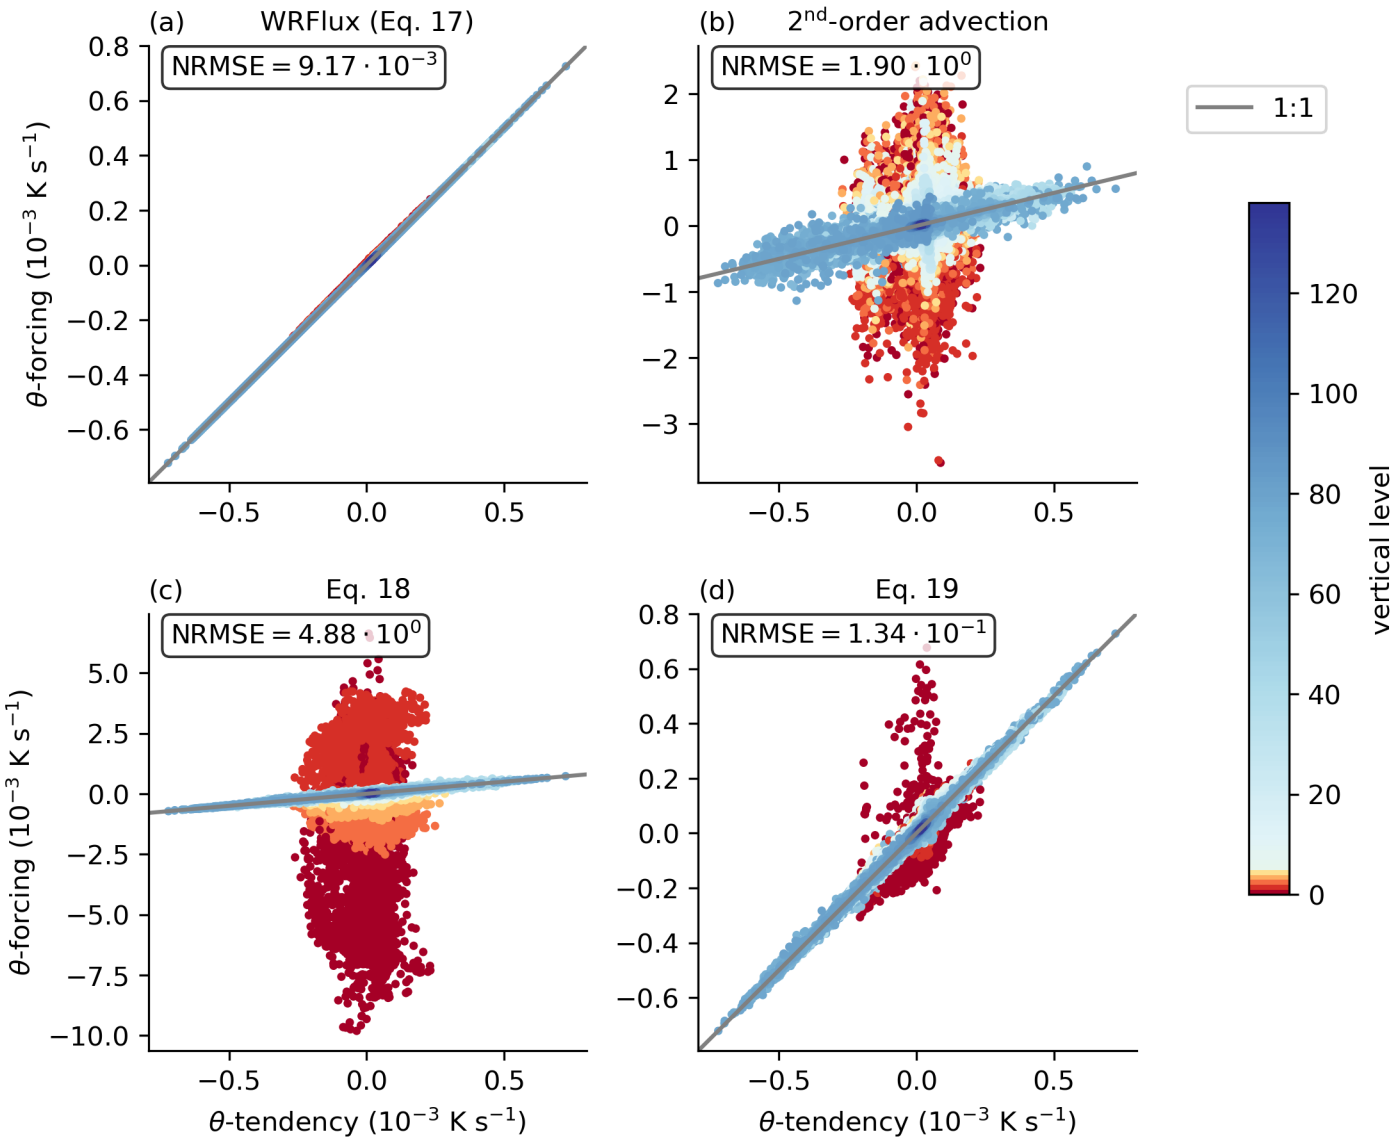 (a) WRFlux (Eq. 17)
NRMSE = 9.17 · 10⁻³
0.8
0.6
0.4
0.2
0.0
−0.2
−0.4
−0.6
−0.5 0.0 0.5
θ-forcing (10⁻³ K s⁻¹)
(b) 2ⁿᵈ-order advection
NRMSE = 1.90 · 10⁰
2
1
0
−1
−2
−3
−0.5 0.0 0.5
1:1
(c) Eq. 18
NRMSE = 4.88 · 10⁰
5.0
2.5
0.0
−2.5
−5.0
−7.5
−10.0
−0.5 0.0 0.5
θ-forcing (10⁻³ K s⁻¹)
θ-tendency (10⁻³ K s⁻¹)
(d) Eq. 19
NRMSE = 1.34 · 10⁻¹
0.8
0.6
0.4
0.2
0.0
−0.2
−0.4
−0.6
−0.5 0.0 0.5
θ-tendency (10⁻³ K s⁻¹)
120
100
80
60
40
20
0
vertical level